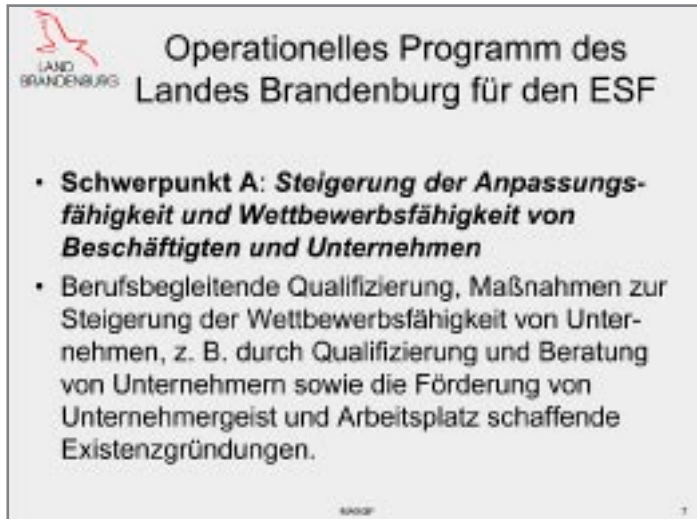 LAND
BRANDENBURG
Operationelles Programm des
Landes Brandenburg für den ESF
• Schwerpunkt A: Steigerung der Anpassungs-
fähigkeit und Wettbewerbsfähigkeit von
Beschäftigten und Unternehmen
• Berufsbegleitende Qualifizierung, Maßnahmen zur
Steigerung der Wettbewerbsfähigkeit von Unter-
nehmen, z. B. durch Qualifizierung und Beratung
von Unternehmern sowie die Förderung von
Unternehmergeist und Arbeitsplatz schaffende
Existenzgründungen.
7